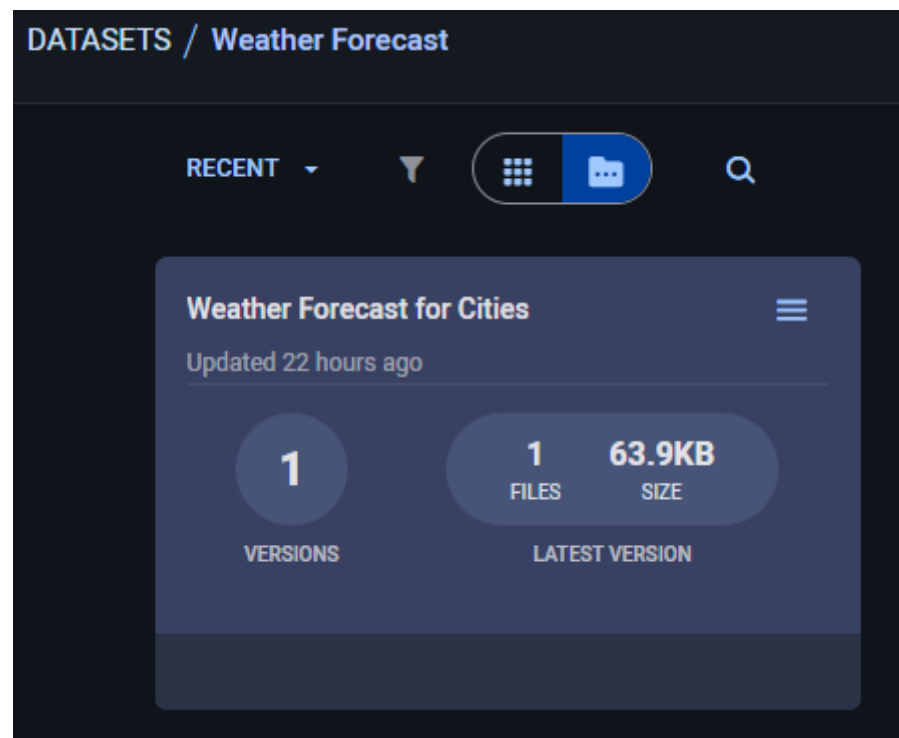 DATASETS / Weather Forecast
RECENT
Weather Forecast for Cities
Updated 22 hours ago
1
VERSIONS
1 63.9KB
FILES SIZE
LATEST VERSION